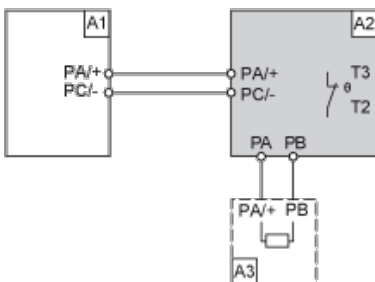 A1
A2
PA/+
PC/-
PA/+
PC/-
T3
θ
T2
PA PB
PA/+ PB
A3